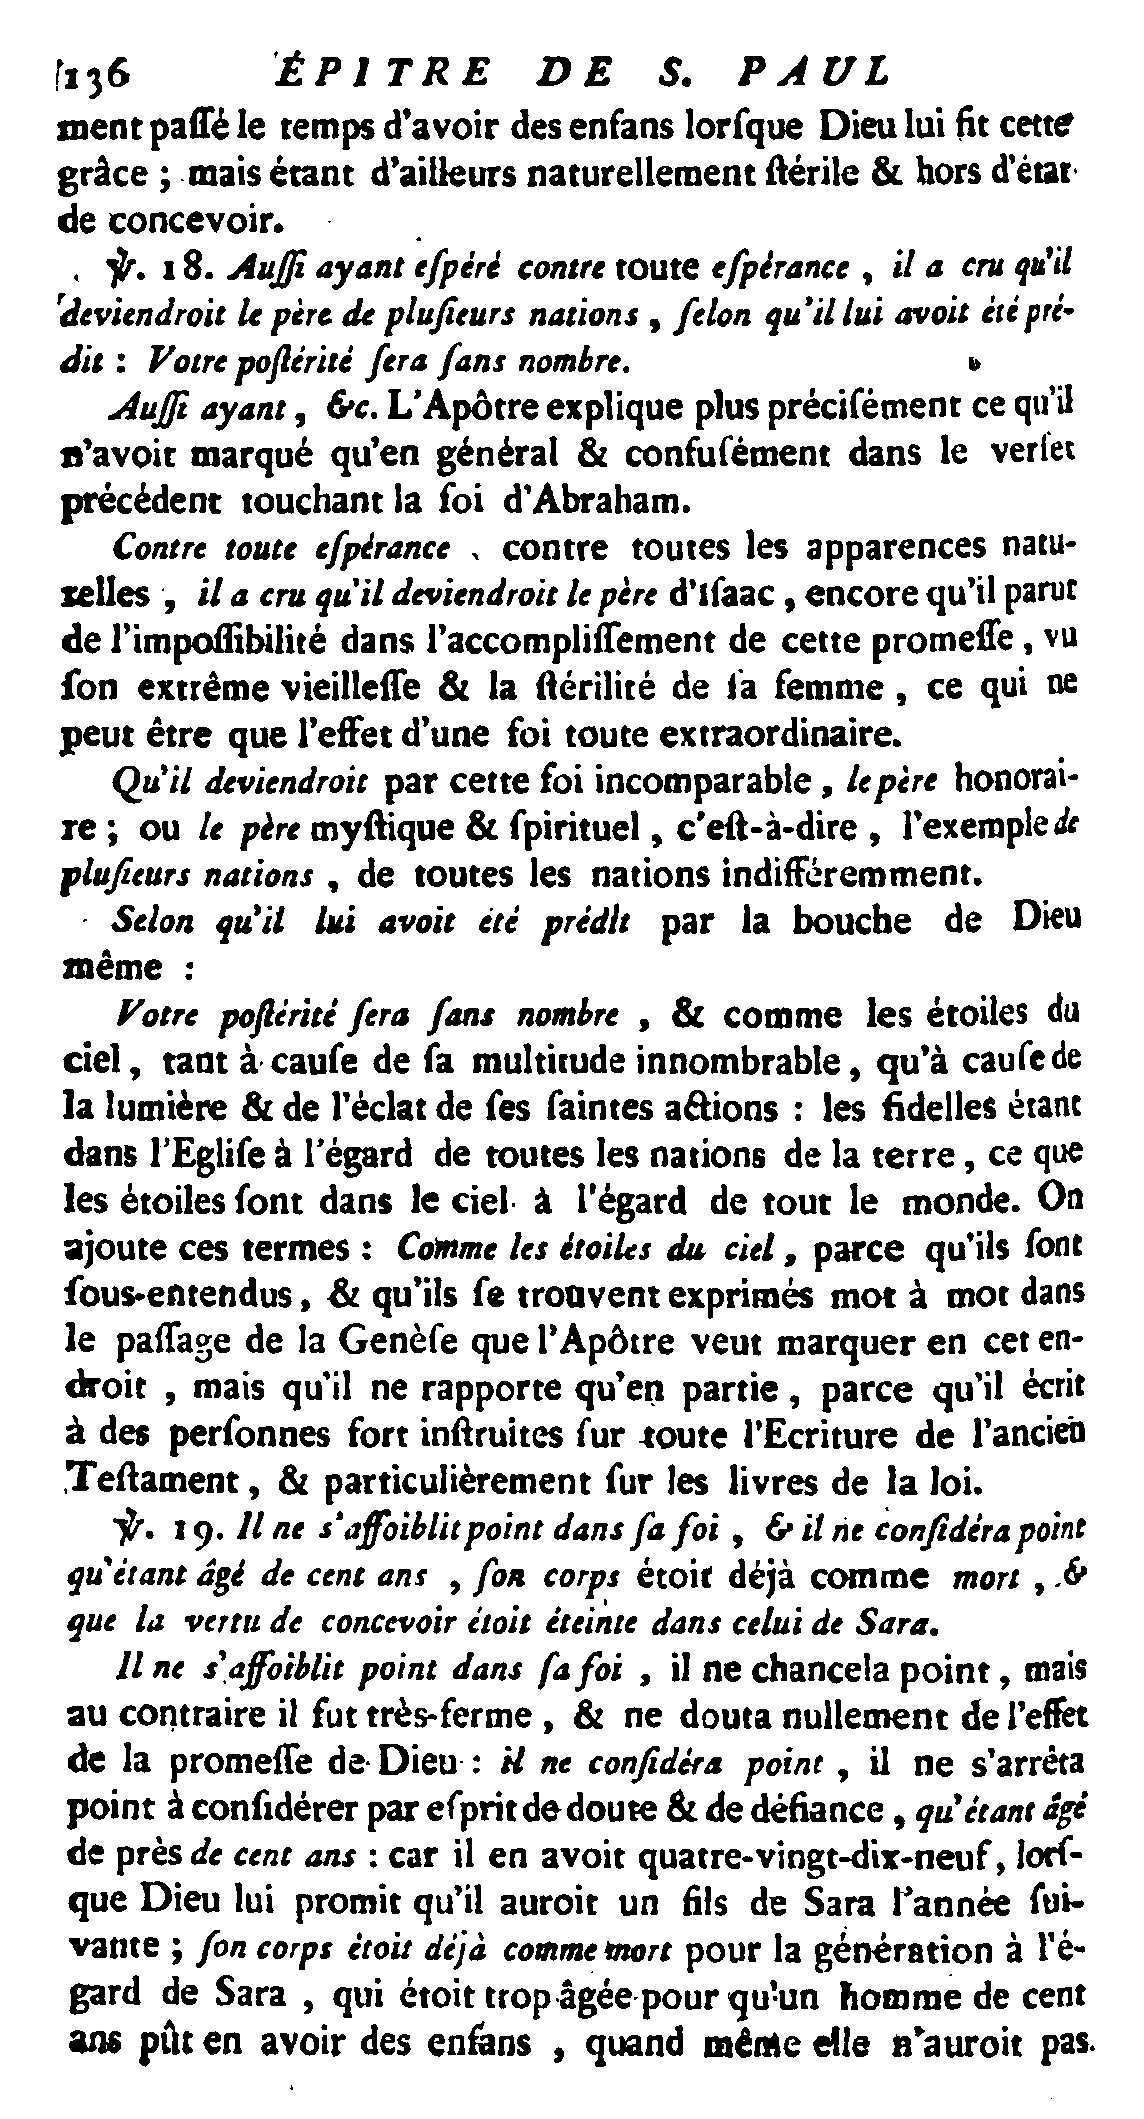 136 ÉPITRE DE S. PAUL
ment paſſé le temps d'avoir des enfans lorſque Dieu lui fit cette
grâce ; mais étant d'ailleurs naturellement ſtérile & hors d'état
de concevoir.
℣. 18. Auſſi ayant eſpéré contre toute eſpérance , il a cru qu'il
deviendroit le père de pluſieurs nations , ſelon qu'il lui avoit été pré-
dit : Votre poſtérité ſera ſans nombre.
Auſſi ayant , &c. L'Apôtre explique plus préciſément ce qu'il
n'avoit marqué qu'en général & confuſément dans le verſet
précédent touchant la foi d'Abraham.
Contre toute eſpérance , contre toutes les apparences natu-
relles , il a cru qu'il deviendroit le père d'Iſaac , encore qu'il parut
de l'impoſſibilité dans l'accompliſſement de cette promeſſe , vu
ſon extrême vieilleſſe & la ſtérilité de ſa femme , ce qui ne
peut être que l'effet d'une foi toute extraordinaire.
Qu'il deviendroit par cette foi incomparable , le père honorai-
re ; ou le père myſtique & ſpirituel , c'eſt-à-dire , l'exemple de
pluſieurs nations , de toutes les nations indifféremment.
Selon qu'il lui avoit été prédit par la bouche de Dieu
même :
Votre poſtérité ſera ſans nombre , & comme les étoiles du
ciel , tant à cauſe de ſa multitude innombrable , qu'à cauſe de
la lumière & de l'éclat de ſes ſaintes actions : les fidelles étant
dans l'Egliſe à l'égard de toutes les nations de la terre , ce que
les étoiles ſont dans le ciel à l'égard de tout le monde. On
ajoute ces termes : Comme les étoiles du ciel , parce qu'ils ſont
ſous-entendus , & qu'ils ſe trouvent exprimés mot à mot dans
le paſſage de la Genèſe que l'Apôtre veut marquer en cet en-
droit , mais qu'il ne rapporte qu'en partie , parce qu'il écrit
à des perſonnes fort inſtruites ſur toute l'Ecriture de l'ancien
Teſtament , & particulièrement ſur les livres de la loi.
℣. 19. Il ne s'affoiblit point dans ſa foi , & il ne conſidéra point
qu'étant âgé de cent ans , ſon corps étoit déjà comme mort , &
que la vertu de concevoir étoit éteinte dans celui de Sara.
Il ne s'affoiblit point dans ſa foi , il ne chancela point , mais
au contraire il fut très-ferme , & ne douta nullement de l'effet
de la promeſſe de Dieu : il ne conſidéra point , il ne s'arrêta
point à conſidérer par eſprit de doute & de défiance , qu'étant âgé
de près de cent ans : car il en avoit quatre-vingt-dix-neuf , lorſ-
que Dieu lui promit qu'il auroit un fils de Sara l'année ſui-
vante ; ſon corps étoit déjà comme mort pour la génération à l'é-
gard de Sara , qui étoit trop âgée pour qu'un homme de cent
ans pût en avoir des enfans , quand même elle n'auroit pas